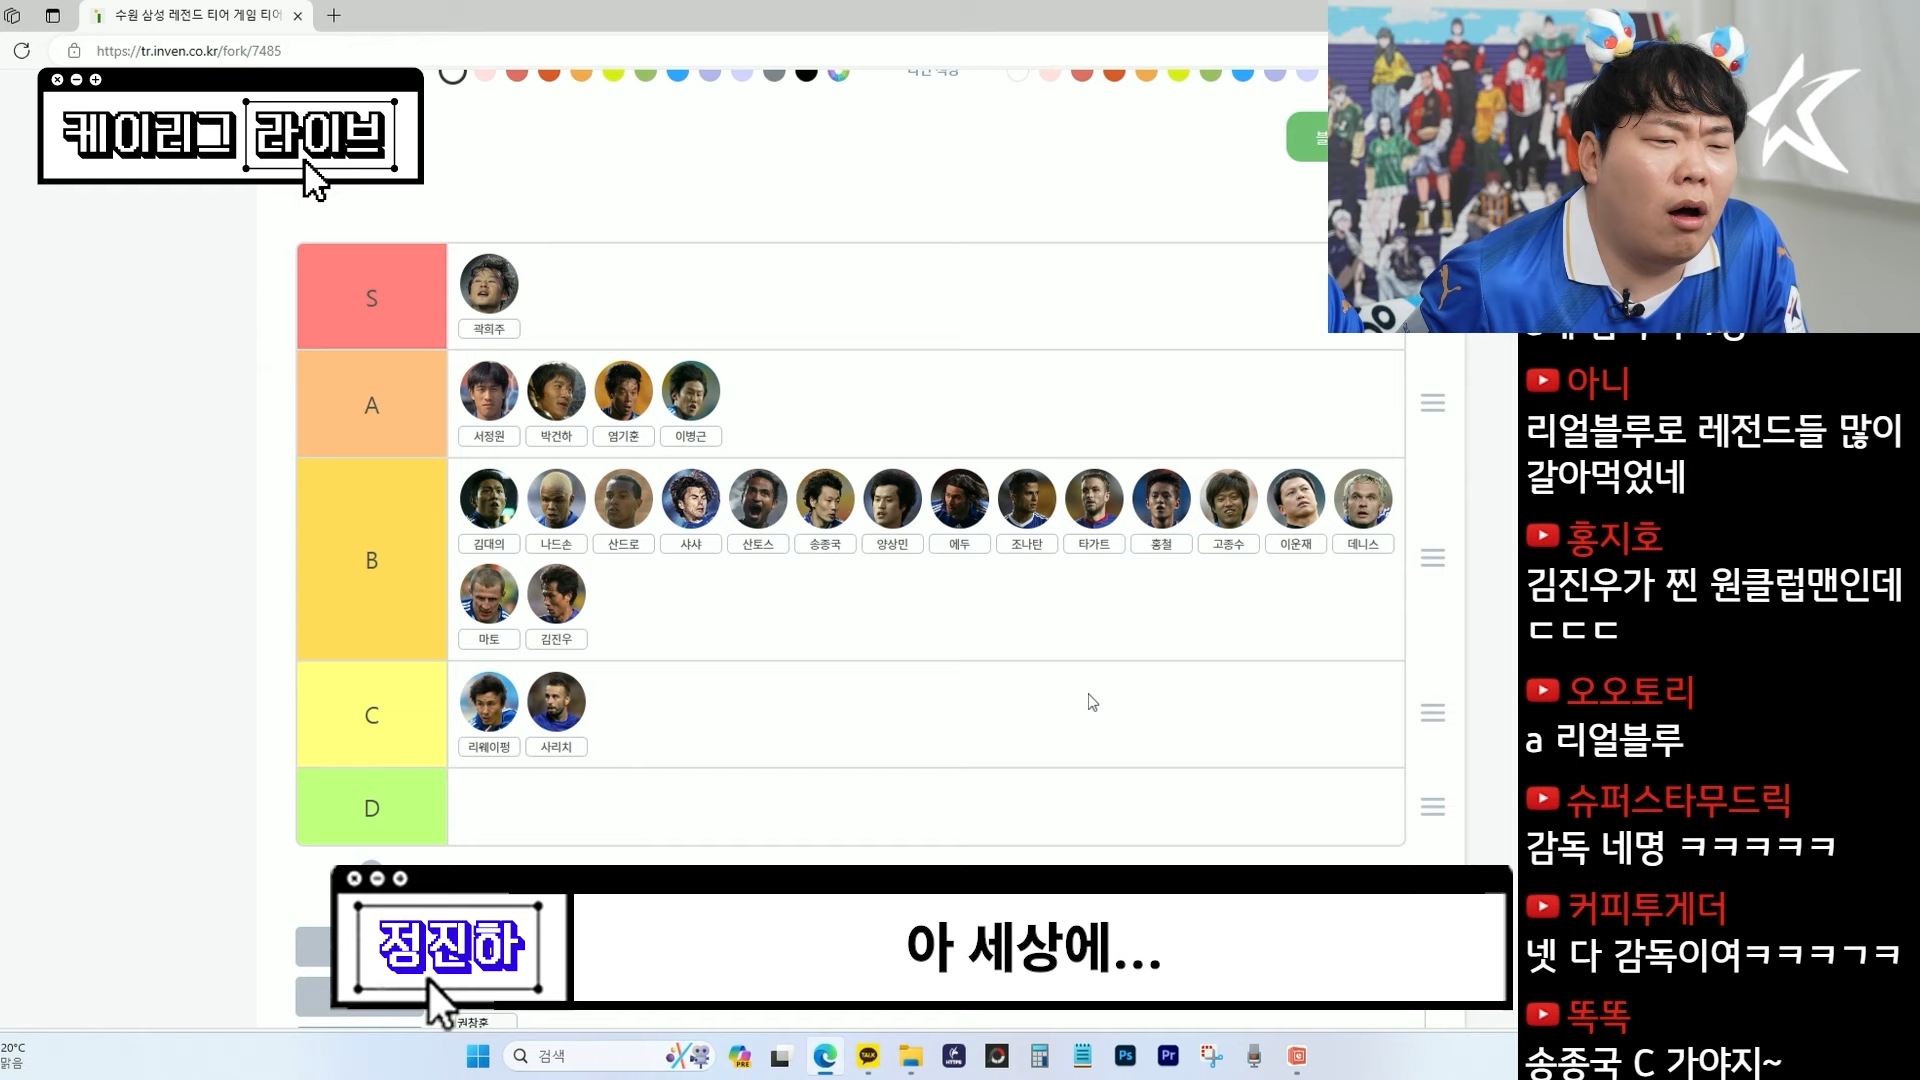 수원 삼성 레전드 티어 게임 티어
https://tr.inven.co.kr/fork/7485
케이리그 라이브
S
곽희주
A
서정원 박건하 염기훈 이병근
B
김대의 나드손 산드로 샤샤 산토스 송종국 양상민 에두 조나탄 타가트 홍철 고종수 이운재 데니스
마토 김진우
C
리웨이펑 사리치
D
아니
리얼블루로 레전드들 많이
갈아먹었네
홍지호
김진우가 찐 원클럽맨인데
ㄷㄷㄷ
오오토리
a 리얼블루
슈퍼스타무드릭
감독 네명 ㅋㅋㅋㅋㅋ
커피투게더
넷 다 감독이여ㅋㅋㅋㄱㅋ
똑똑
송종국 C 가야지~
정진하
아 세상에...
권창훈
20°C
맑음
검색
PRE
TALK
HTTPS
Ps
Pr